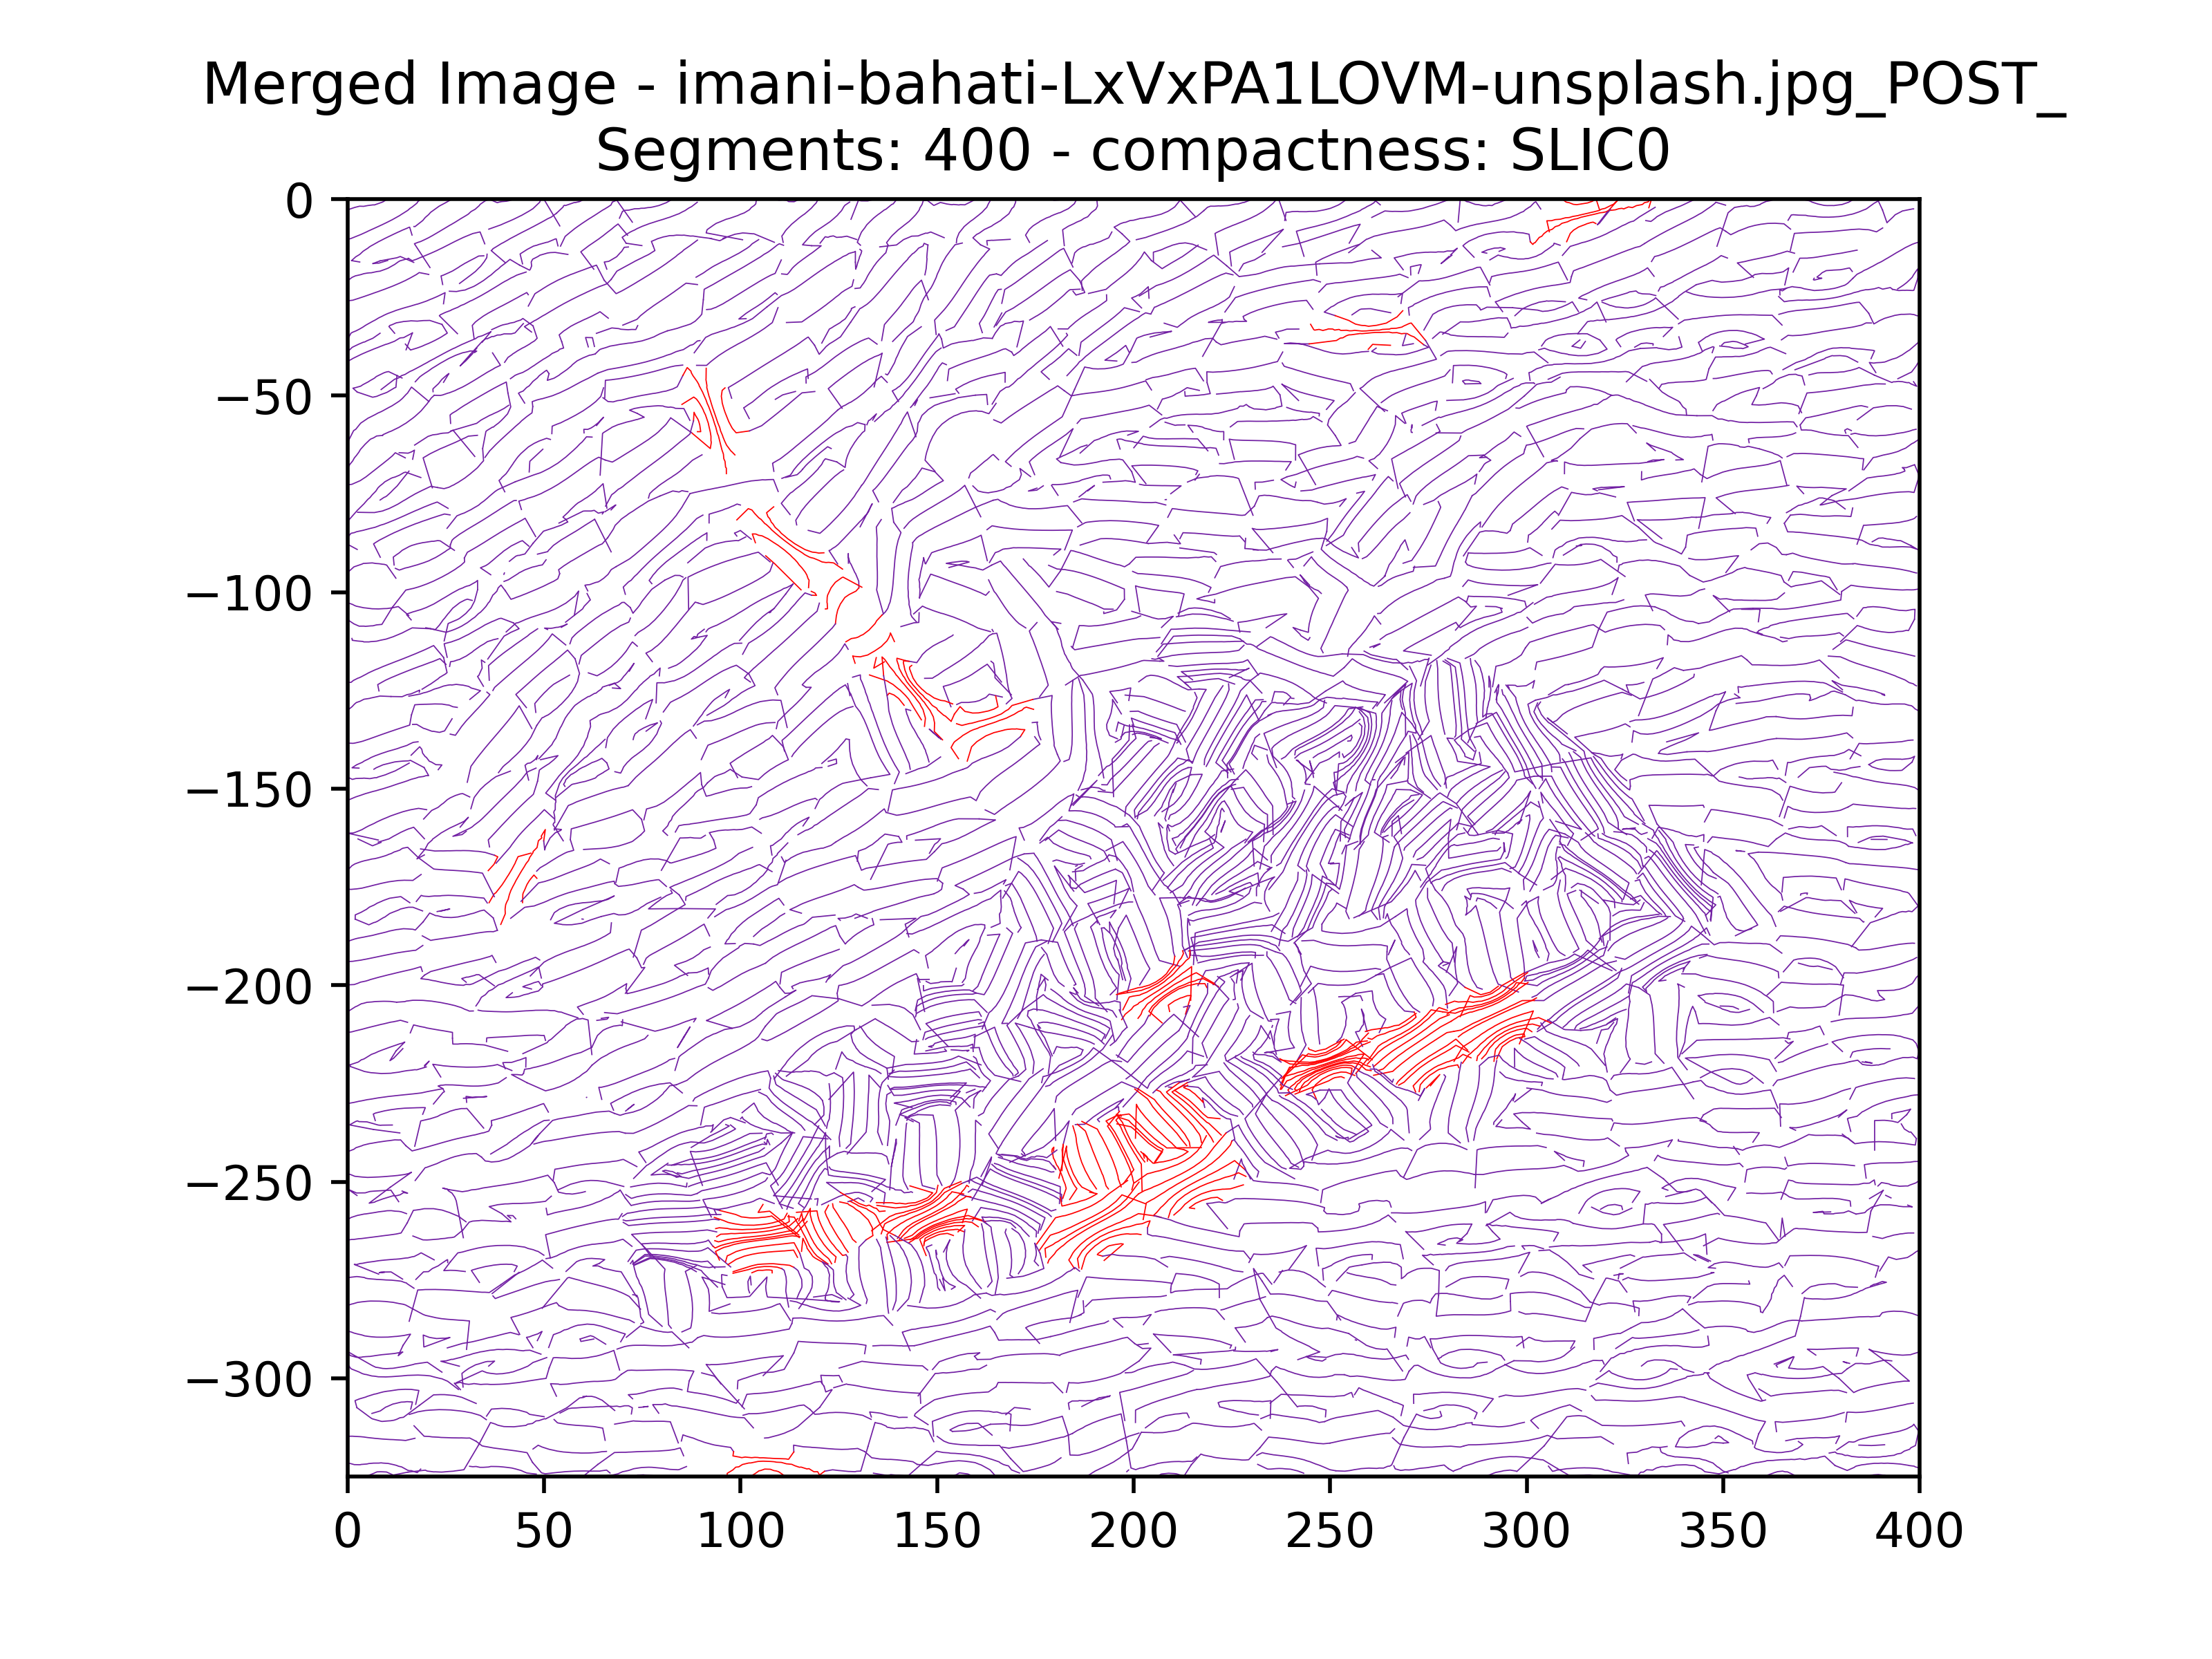 Merged Image - imani-bahati-LxVxPA1LOVM-unsplash.jpg_POST_
Segments: 400 - compactness: SLIC0
0
−50
−100
−150
−200
−250
−300
0 50 100 150 200 250 300 350 400